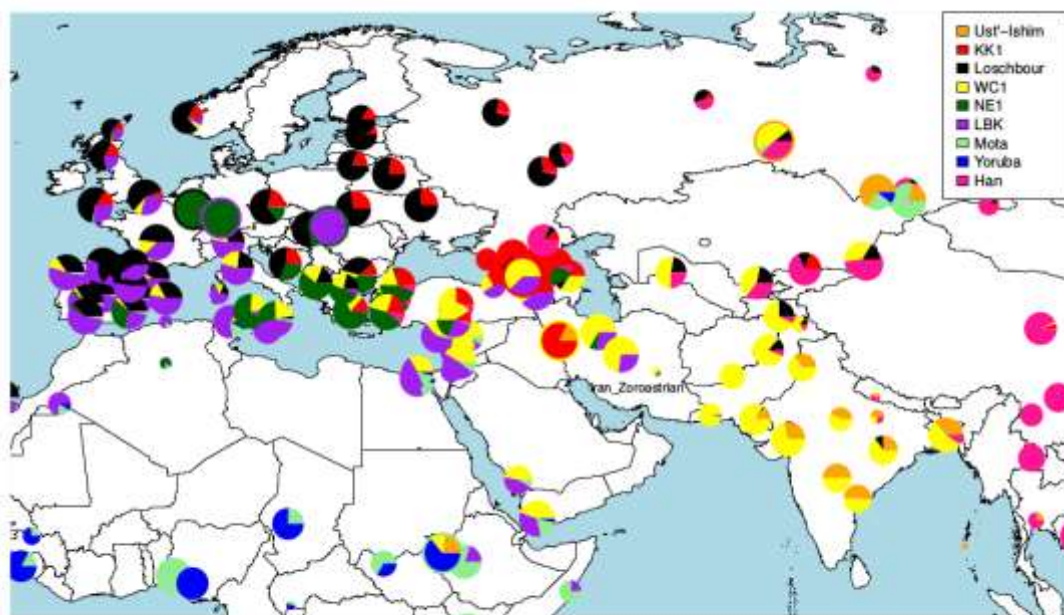 Ust'-Ishim
KK1
Loschbour
WC1
NE1
LBK
Mota
Yoruba
Han
Iran_Zoroastrian